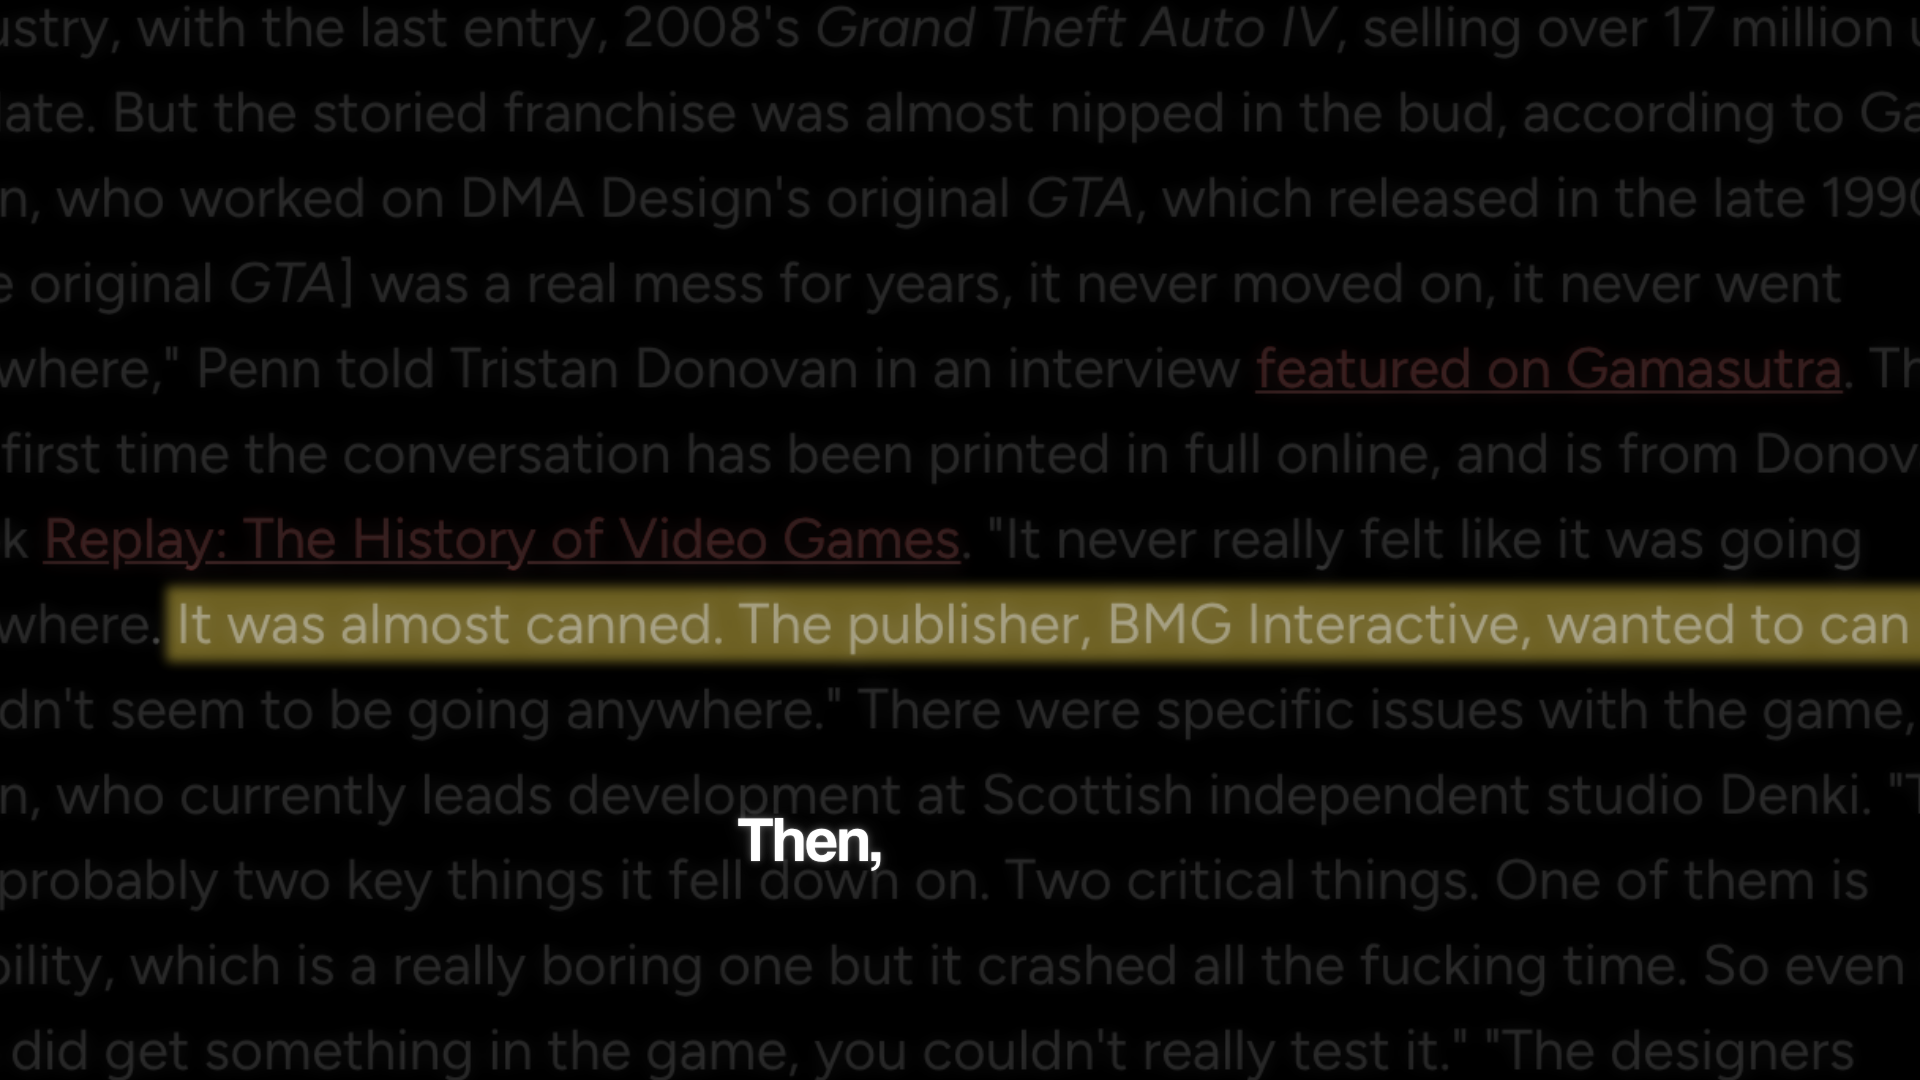 ustry, with the last entry, 2008's Grand Theft Auto IV, selling over 17 million u
late. But the storied franchise was almost nipped in the bud, according to Ga
n, who worked on DMA Design's original GTA, which released in the late 1990
e original GTA] was a real mess for years, it never moved on, it never went
where," Penn told Tristan Donovan in an interview featured on Gamasutra. Th
first time the conversation has been printed in full online, and is from Donov
k Replay: The History of Video Games. "It never really felt like it was going
where. It was almost canned. The publisher, BMG Interactive, wanted to can
dn't seem to be going anywhere." There were specific issues with the game,
n, who currently leads development at Scottish independent studio Denki. "T
Then,
probably two key things it fell down on. Two critical things. One of them is
bility, which is a really boring one but it crashed all the fucking time. So even
did get something in the game, you couldn't really test it." "The designers